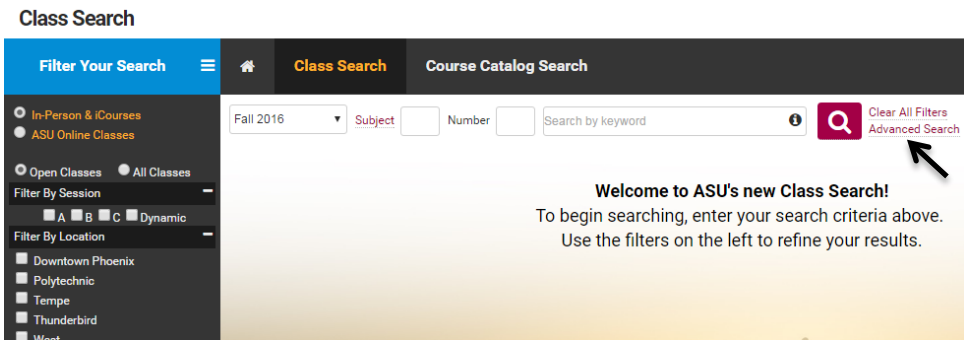 Class Search
Filter Your Search
Class Search
Course Catalog Search
In-Person & iCourses
ASU Online Classes
Open Classes All Classes
Filter By Session
A B C Dynamic
Filter By Location
Downtown Phoenix
Polytechnic
Tempe
Thunderbird
West
Fall 2016 Subject Number Search by keyword
Clear All Filters
Advanced Search
Welcome to ASU's new Class Search!
To begin searching, enter your search criteria above.
Use the filters on the left to refine your results.